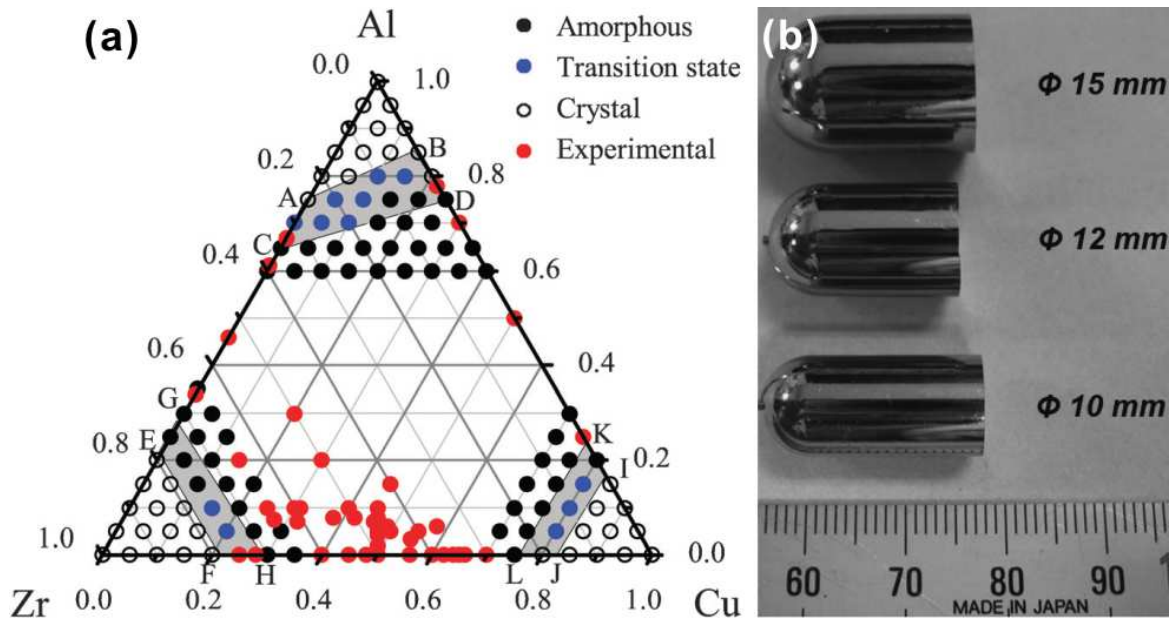 (a)
Al
Amorphous
Transition state
Crystal
Experimental
0.0
1.0
B
0.2
0.8
A
D
C
0.4
0.6
0.6
0.4
G
K
E
0.8
0.2
I
1.0
0.0
F
H
L
J
Zr
0.0
0.2
0.4
0.6
0.8
1.0
Cu
(b)
Φ 15 mm
Φ 12 mm
Φ 10 mm
60
70
80
90
MADE IN JAPAN